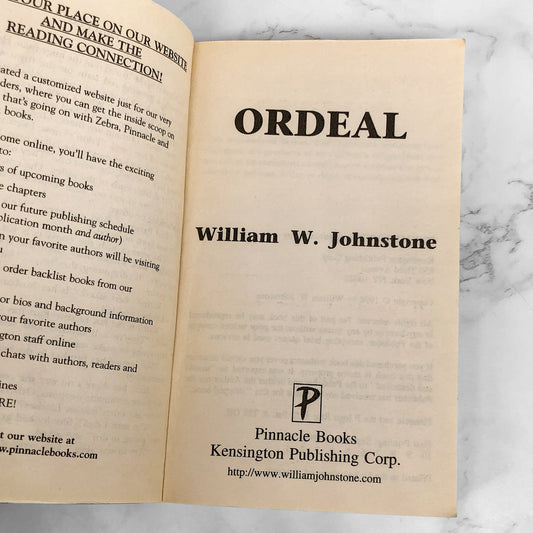 OUR PLACE ON OUR WEBSITE
AND MAKE THE
READING CONNECTION!
ated a customized website just for our very
ders, where you can get the inside scoop on
that's going on with Zebra, Pinnacle and
books.
ome online, you'll have the exciting
to:
s of upcoming books
e chapters
our future publishing schedule
plication month and author)
n your favorite authors will be visiting
order backlist books from our
or bios and background information
your favorite authors
gton staff online
chats with authors, readers and
ines
RE!
t our website at
w.pinnaclebooks.com
ORDEAL
William W. Johnstone
P
Pinnacle Books
Kensington Publishing Corp.
http://www.williamjohnstone.com